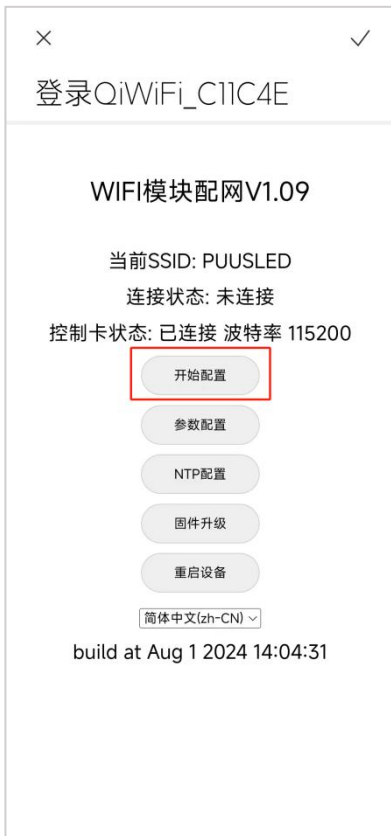 登录QiWiFi_C11C4E
WIFI模块配网V1.09
当前SSID: PUUSLED
连接状态: 未连接
控制卡状态: 已连接 波特率 115200
开始配置
参数配置
NTP配置
固件升级
重启设备
简体中文(zh-CN)
build at Aug 1 2024 14:04:31